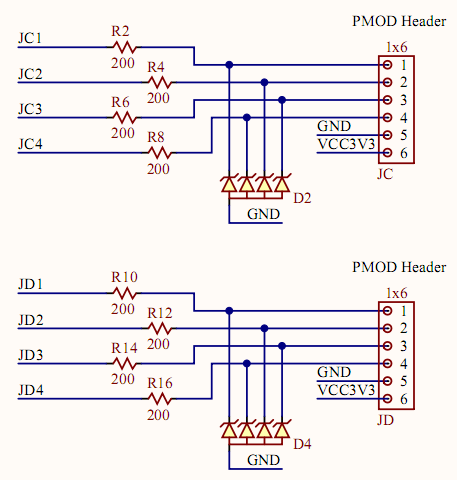 PMOD Header
JC1 R2 1x6
200 1
JC2 R4 2
200
JC3 R6 3
200 4
JC4 R8 GND 5
200 VCC3V3 6
JC
D2
GND
PMOD Header
JD1 R10 1x6
200 1
JD2 R12 2
200
JD3 R14 3
200 4
JD4 R16 GND 5
200 VCC3V3 6
JD
D4
GND